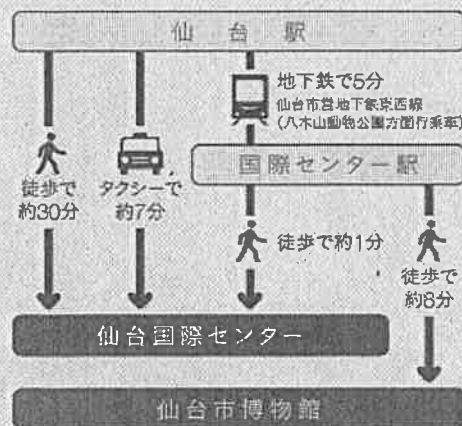 仙台駅
地下鉄で5分
仙台市営地下鉄東西線
(八木山動物公園方面行乗車)
国際センター駅
徒歩で
約30分
タクシーで
約7分
徒歩で約1分
徒歩で
約8分
仙台国際センター
仙台市博物館